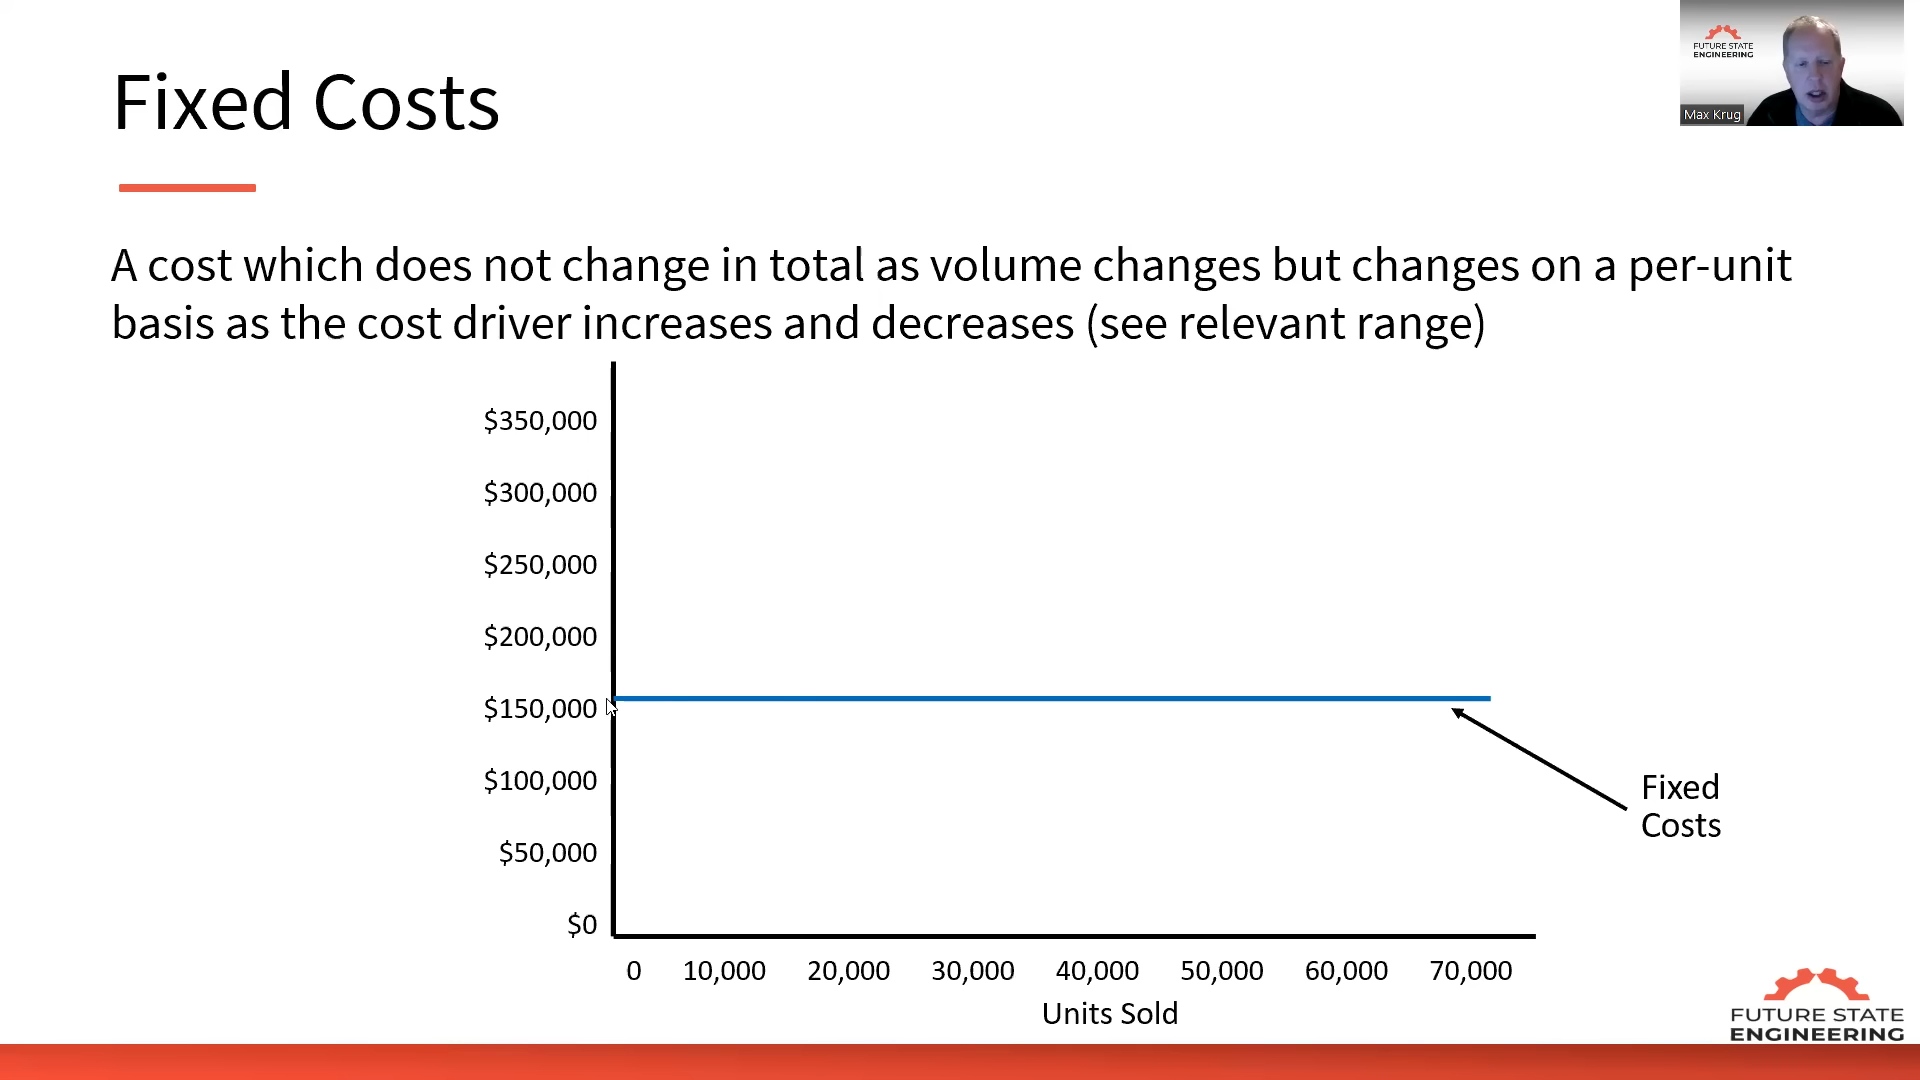 Fixed Costs
FUTURE STATE
ENGINEERING
Max Krug
A cost which does not change in total as volume changes but changes on a per-unit
basis as the cost driver increases and decreases (see relevant range)
$350,000
$300,000
$250,000
$200,000
$150,000
$100,000
$50,000
$0
Fixed
Costs
0 10,000 20,000 30,000 40,000 50,000 60,000 70,000
Units Sold
FUTURE STATE
ENGINEERING